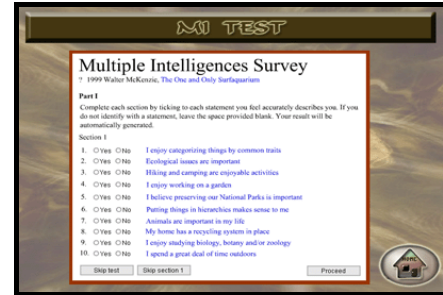 MI TEST
Multiple Intelligences Survey
? 1999 Walter McKenzie, The One and Only Surfaquarium
Part I
Complete each section by ticking to each statement you feel accurately describes you. If you
do not identify with a statement, leave the space provided blank. Your result will be
automatically generated.
Section 1
1. Yes No I enjoy categorizing things by common traits
2. Yes No Ecological issues are important
3. Yes No Hiking and camping are enjoyable activities
4. Yes No I enjoy working on a garden
5. Yes No I believe preserving our National Parks is important
6. Yes No Putting things in hierarchies makes sense to me
7. Yes No Animals are important in my life
8. Yes No My home has a recycling system in place
9. Yes No I enjoy studying biology, botany and/or zoology
10. Yes No I spend a great deal of time outdoors
Skip test Skip section 1 Proceed
HOME